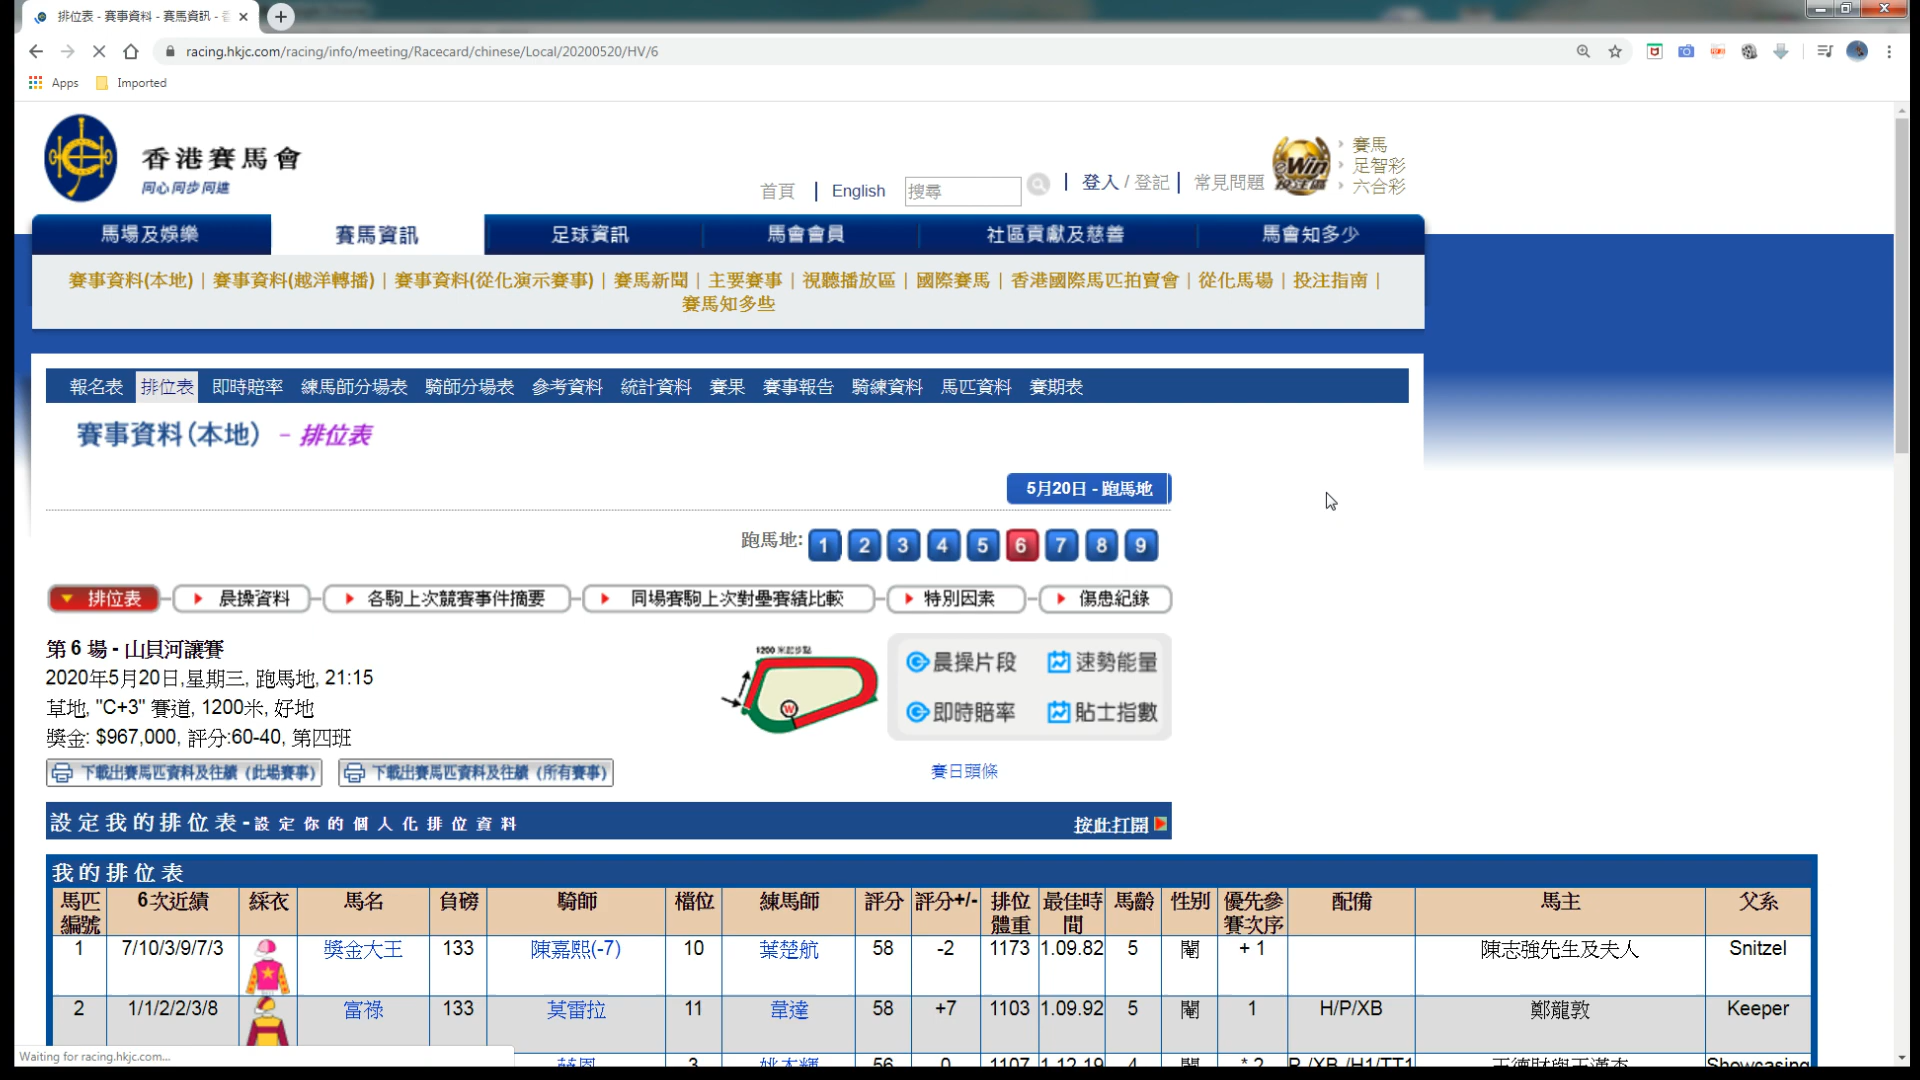 排位表 - 賽事資料 - 賽馬資訊 -
racing.hkjc.com/racing/info/meeting/Racecard/chinese/Local/20200520/HV/6
Apps
Imported
香港賽馬會
同心同步同進
首頁 | English
搜尋
登入 / 登記 | 常見問題
eWin
投注區
賽馬
足智彩
六合彩
馬場及娛樂
賽馬資訊
足球資訊
馬會會員
社區貢獻及慈善
馬會知多少
賽事資料(本地) | 賽事資料(越洋轉播) | 賽事資料(從化演示賽事) | 賽馬新聞 | 主要賽事 | 視聽播放區 | 國際賽馬 | 香港國際馬匹拍賣會 | 從化馬場 | 投注指南 |
賽馬知多些
報名表 排位表 即時賠率 練馬師分場表 騎師分場表 參考資料 統計資料 賽果 賽事報告 騎練資料 馬匹資料 賽期表
賽事資料(本地) - 排位表
5月20日 - 跑馬地
跑馬地: 1 2 3 4 5 6 7 8 9
排位表 晨操資料 各駒上次競賽事件摘要 同場賽駒上次對壘賽績比較 特別因素 傷患紀錄
第 6 場 - 山貝河讓賽
2020年5月20日,星期三, 跑馬地, 21:15
草地, "C+3" 賽道, 1200米, 好地
獎金: $967,000, 評分:60-40, 第四班
1200 米起步點
W
晨操片段 速勢能量
即時賠率 貼士指數
下載出賽馬匹資料及往績 (此場賽事) 下載出賽馬匹資料及往績 (所有賽事)
賽日頭條
設定我的排位表-設定你的個人化排位資料 按此打開
我的排位表
馬匹編號 6次近績 綵衣 馬名 負磅 騎師 檔位 練馬師 評分 評分+/- 排位體重 最佳時間 馬齡 性別 優先參賽次序 配備 馬主 父系
1 7/10/3/9/7/3 獎金大王 133 陳嘉熙(-7) 10 葉楚航 58 -2 1173 1.09.82 5 閹 + 1 陳志強先生及夫人 Snitzel
2 1/1/2/2/3/8 富祿 133 莫雷拉 11 韋達 58 +7 1103 1.09.92 5 閹 1 H/P/XB 鄭龍敦 Keeper
3 56 0 1107 1.12.19 4 閹 * 2 Showcasing
Waiting for racing.hkjc.com...